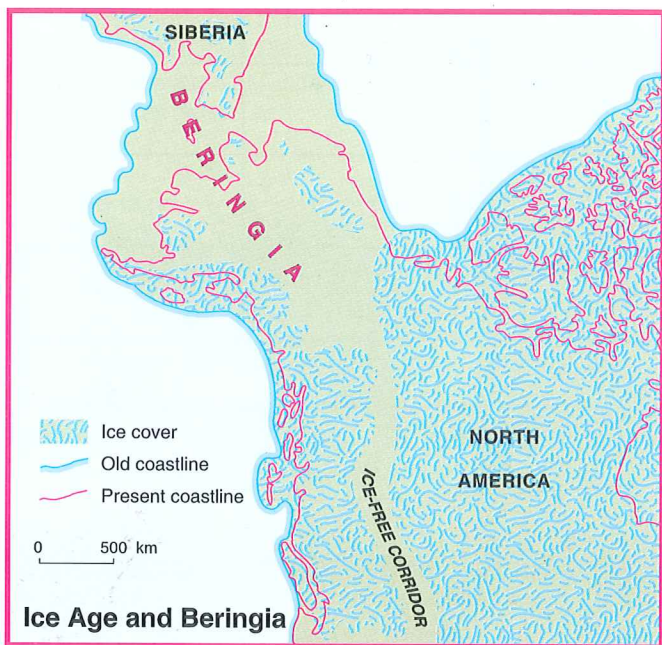 SIBERIA
BERINGIA
NORTH
AMERICA
ICE-FREE CORRIDOR
Ice cover
Old coastline
Present coastline
0 500 km
Ice Age and Beringia